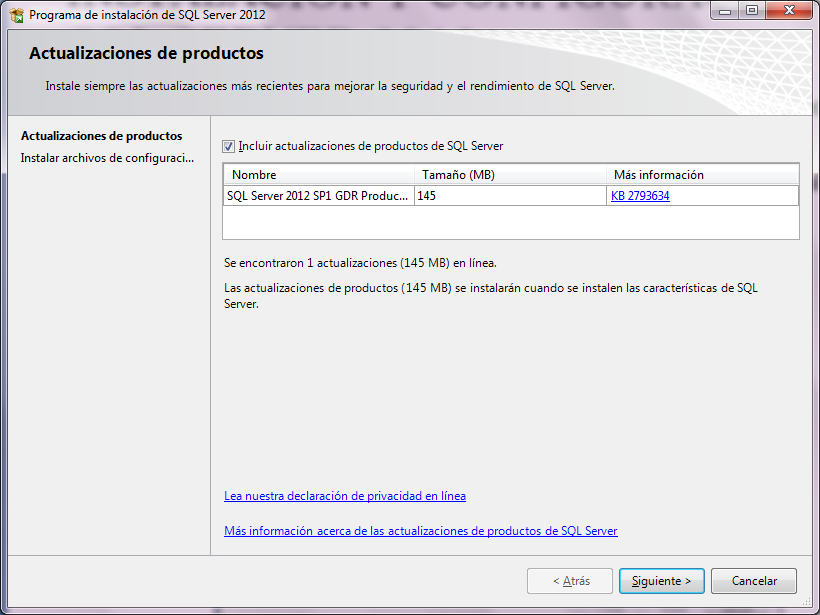 Programa de instalación de SQL Server 2012
Actualizaciones de productos
Instale siempre las actualizaciones más recientes para mejorar la seguridad y el rendimiento de SQL Server.
Actualizaciones de productos
Instalar archivos de configuraci...
Incluir actualizaciones de productos de SQL Server
Nombre Tamaño (MB) Más información
SQL Server 2012 SP1 GDR Produc... 145 KB 2793634
Se encontraron 1 actualizaciones (145 MB) en línea.
Las actualizaciones de productos (145 MB) se instalarán cuando se instalen las características de SQL
Server.
Lea nuestra declaración de privacidad en línea
Más información acerca de las actualizaciones de productos de SQL Server
< Atrás Siguiente > Cancelar